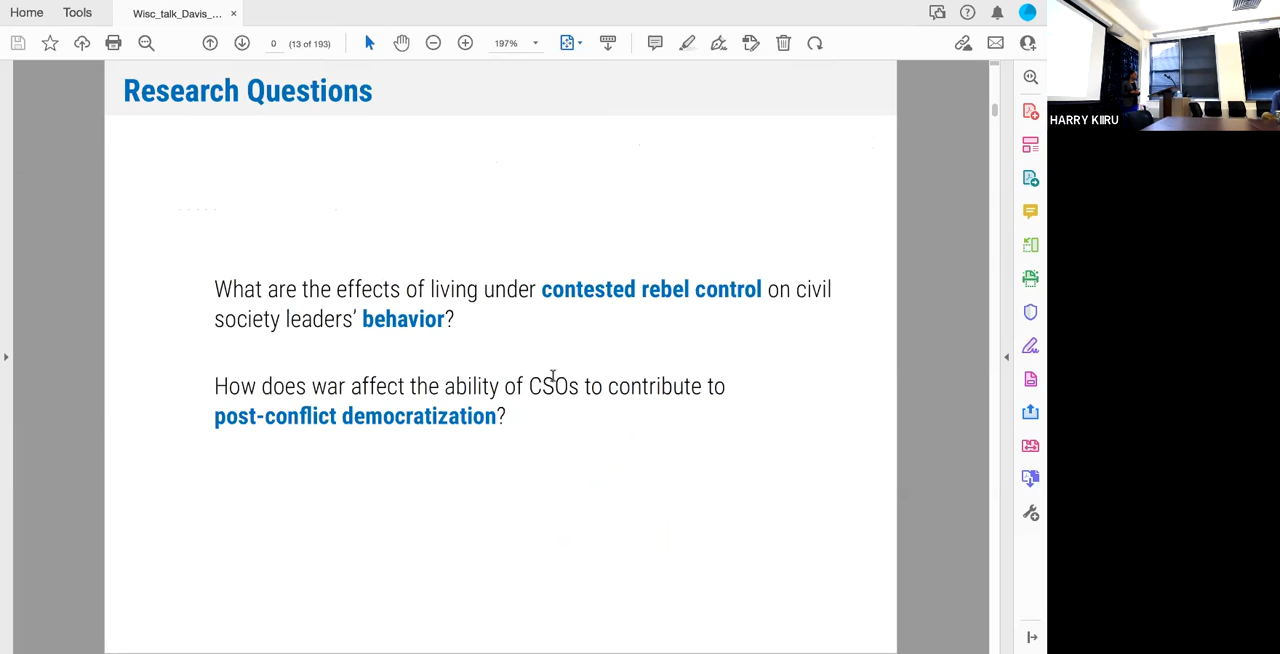 Home Tools Wisc_talk_Davis_... ×
0 (13 of 193) 197%
Research Questions
HARRY KIIRU
What are the effects of living under contested rebel control on civil
society leaders’ behavior?
How does war affect the ability of CSOs to contribute to
post-conflict democratization?